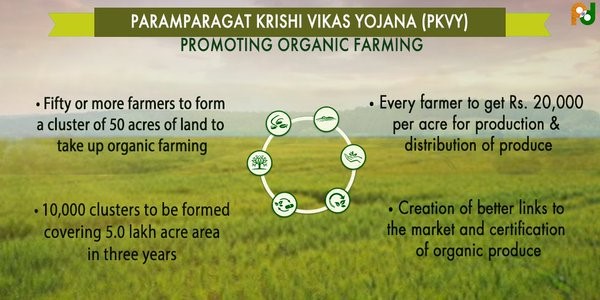 PARAMPARAGAT KRISHI VIKAS YOJANA (PKVY)
PROMOTING ORGANIC FARMING
• Fifty or more farmers to form
a cluster of 50 acres of land to
take up organic farming
• Every farmer to get Rs. 20,000
per acre for production &
distribution of produce
• 10,000 clusters to be formed
covering 5.0 lakh acre area
in three years
• Creation of better links to
the market and certification
of organic produce